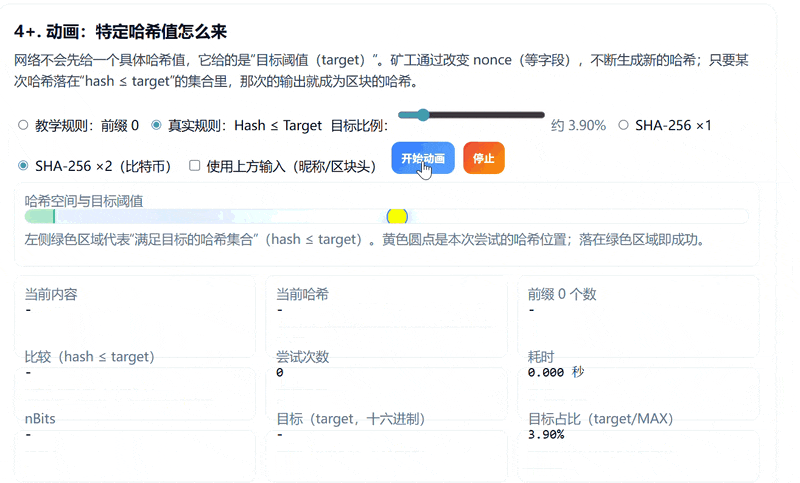 4+. 动画：特定哈希值怎么来
网络不会先给一个具体哈希值，它给的是“目标阈值（target）”。矿工通过改变 nonce（等字段），不断生成新的哈希；只要某
次哈希落在“hash ≤ target”的集合里，那次的输出就成为区块的哈希。
教学规则：前缀 0 真实规则：Hash ≤ Target 目标比例： 约 3.90% SHA-256 ×1
SHA-256 ×2（比特币） 使用上方输入（昵称/区块头） 开始动画 停止
哈希空间与目标阈值
左侧绿色区域代表“满足目标的哈希集合”（hash ≤ target）。黄色圆点是本次尝试的哈希位置；落在绿色区域即成功。
当前内容 当前哈希 前缀 0 个数
- - -
比较（hash ≤ target） 尝试次数 耗时
- 0 0.000 秒
nBits 目标（target，十六进制） 目标占比（target/MAX）
- - 3.90%